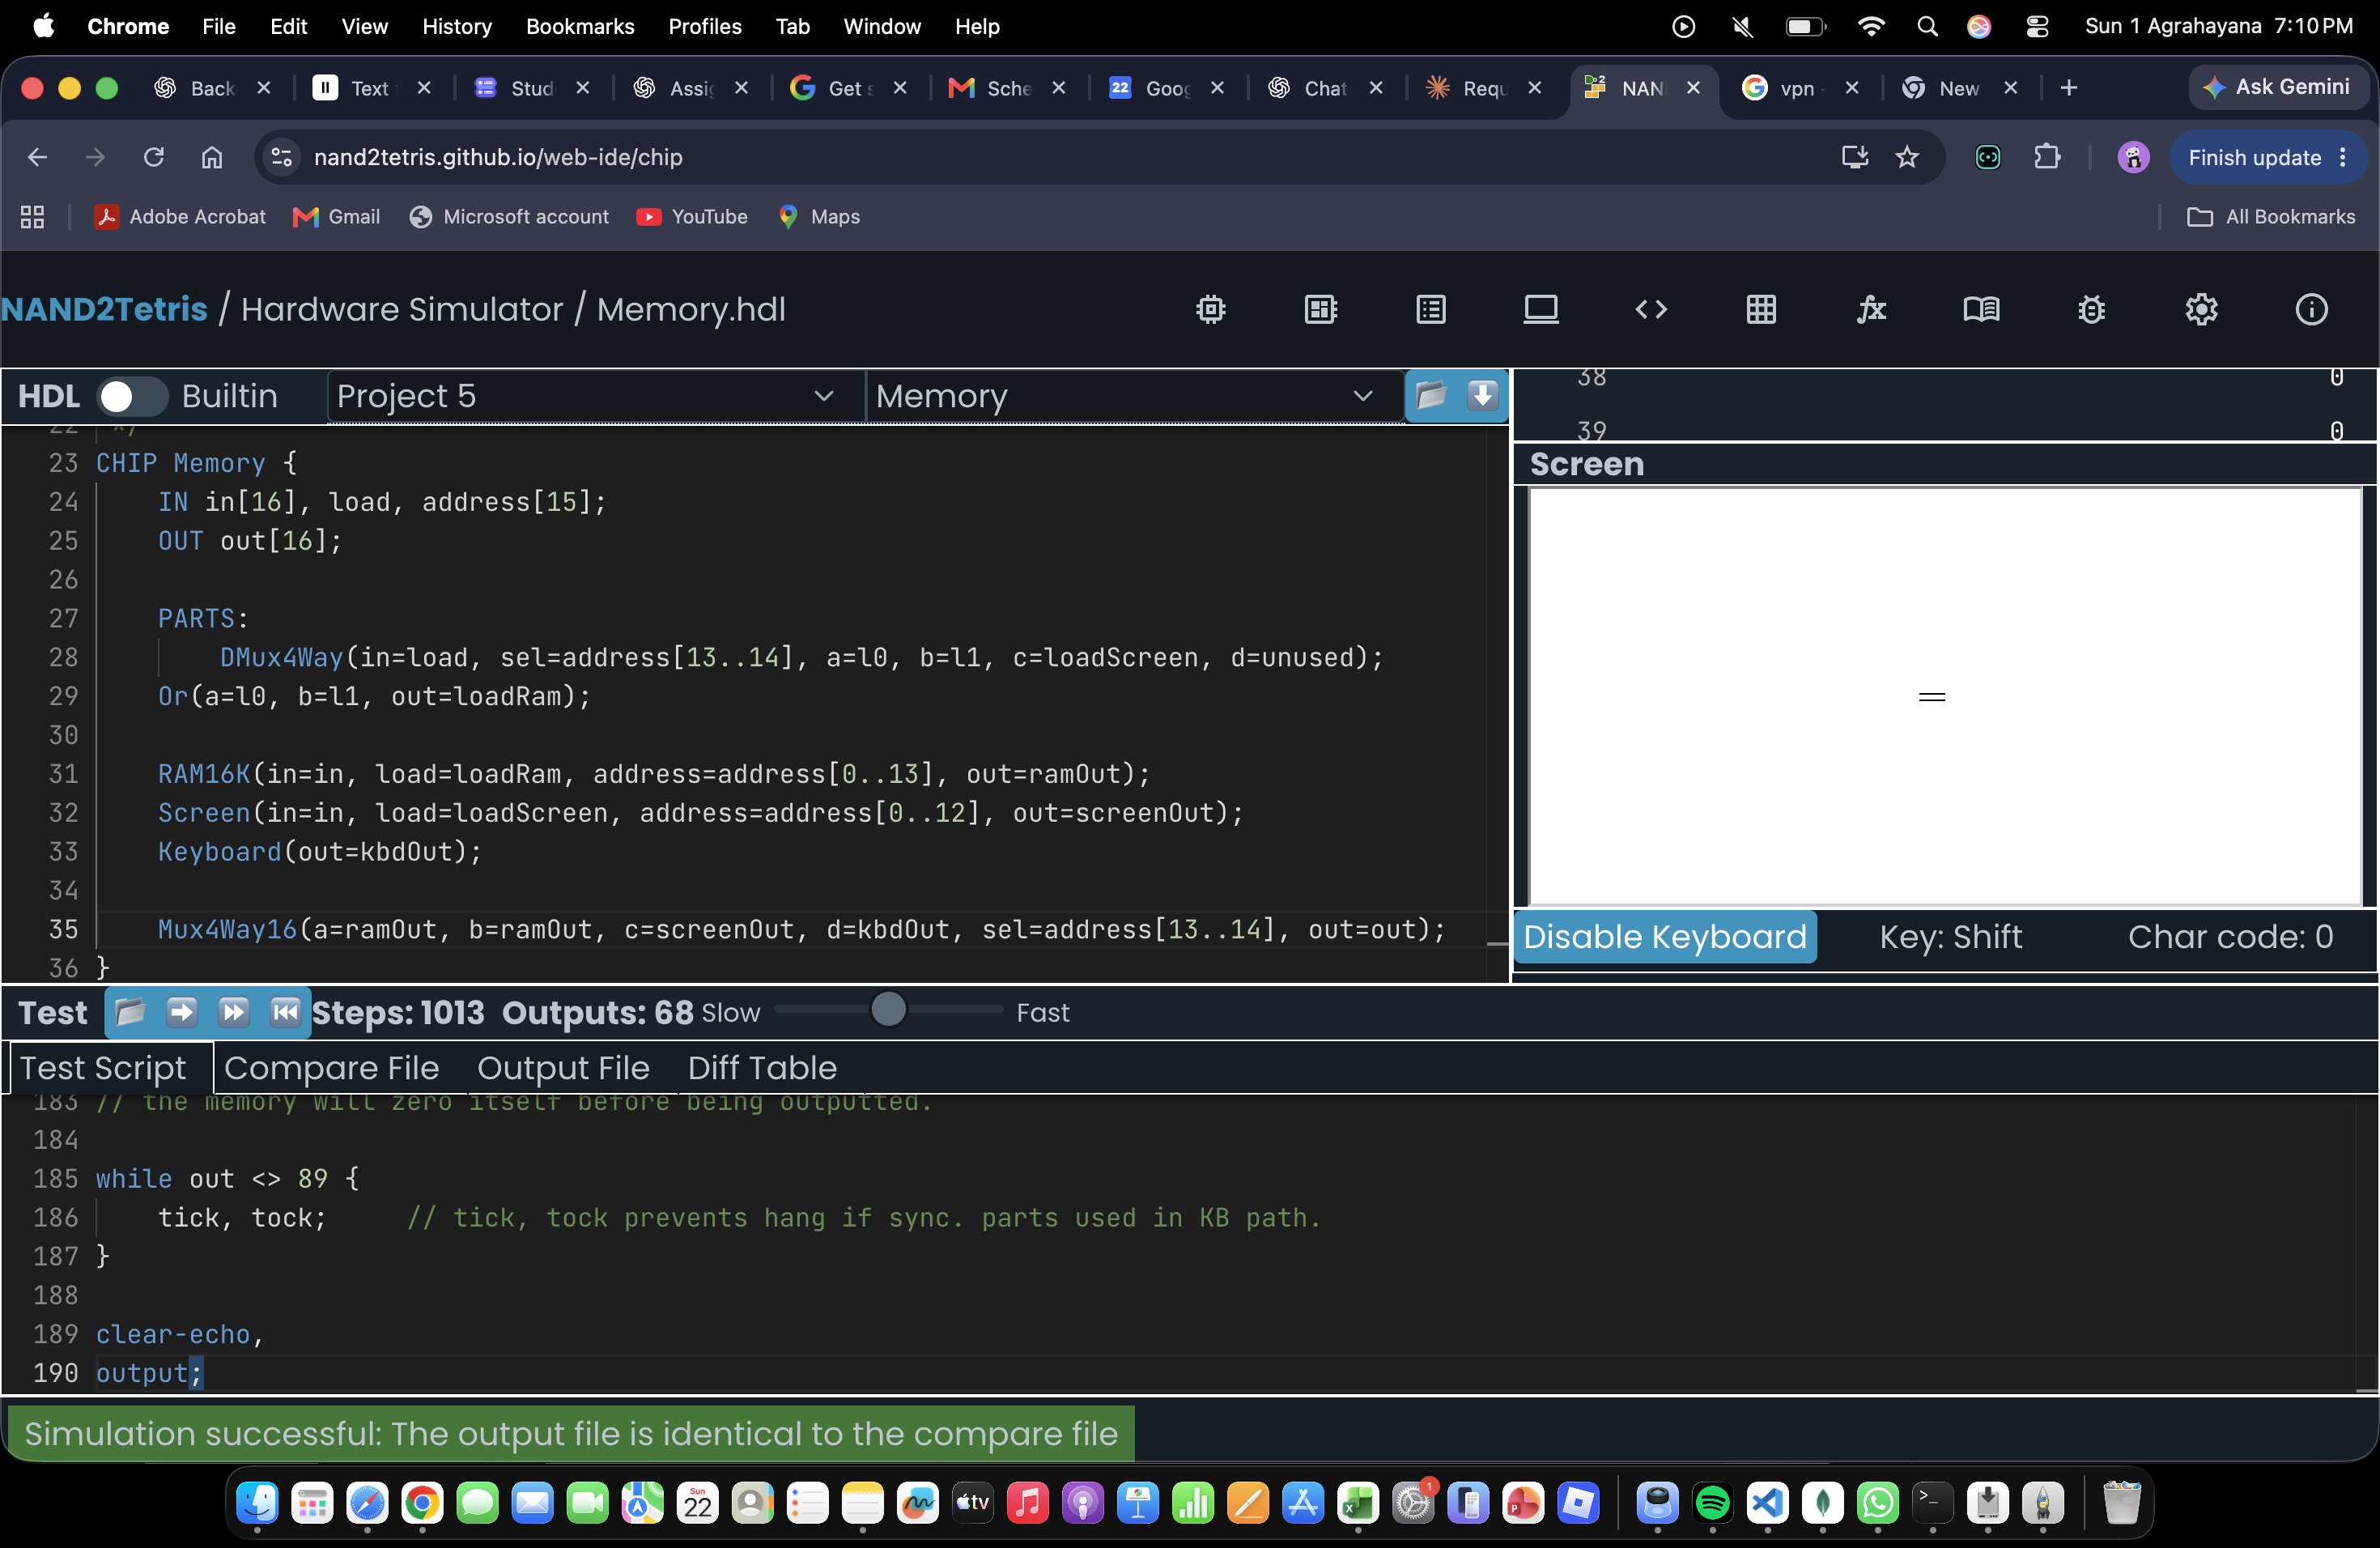 Chrome File Edit View History Bookmarks Profiles Tab Window Help Sun 1 Agrahayana 7:10 PM
Back Text Stud Assig Get s Sche 22 Goog Chat Requ NAN vpn - New Ask Gemini
nand2tetris.github.io/web-ide/chip Finish update
Adobe Acrobat Gmail Microsoft account YouTube Maps All Bookmarks
NAND2Tetris / Hardware Simulator / Memory.hdl
HDL Builtin Project 5 Memory
38 0
39 0
22 */
23 CHIP Memory {
24 IN in[16], load, address[15];
25 OUT out[16];
26
27 PARTS:
28 DMux4Way(in=load, sel=address[13..14], a=l0, b=l1, c=loadScreen, d=unused);
29 Or(a=l0, b=l1, out=loadRam);
30
31 RAM16K(in=in, load=loadRam, address=address[0..13], out=ramOut);
32 Screen(in=in, load=loadScreen, address=address[0..12], out=screenOut);
33 Keyboard(out=kbdOut);
34
35 Mux4Way16(a=ramOut, b=ramOut, c=screenOut, d=kbdOut, sel=address[13..14], out=out);
36 }
Screen
Disable Keyboard Key: Shift Char code: 0
Test Steps: 1013 Outputs: 68 Slow Fast
Test Script Compare File Output File Diff Table
183 // the memory will zero itself before being outputted.
184
185 while out <> 89 {
186 tick, tock; // tick, tock prevents hang if sync. parts used in KB path.
187 }
188
189 clear-echo,
190 output;
Simulation successful: The output file is identical to the compare file
tv Sun 22 1